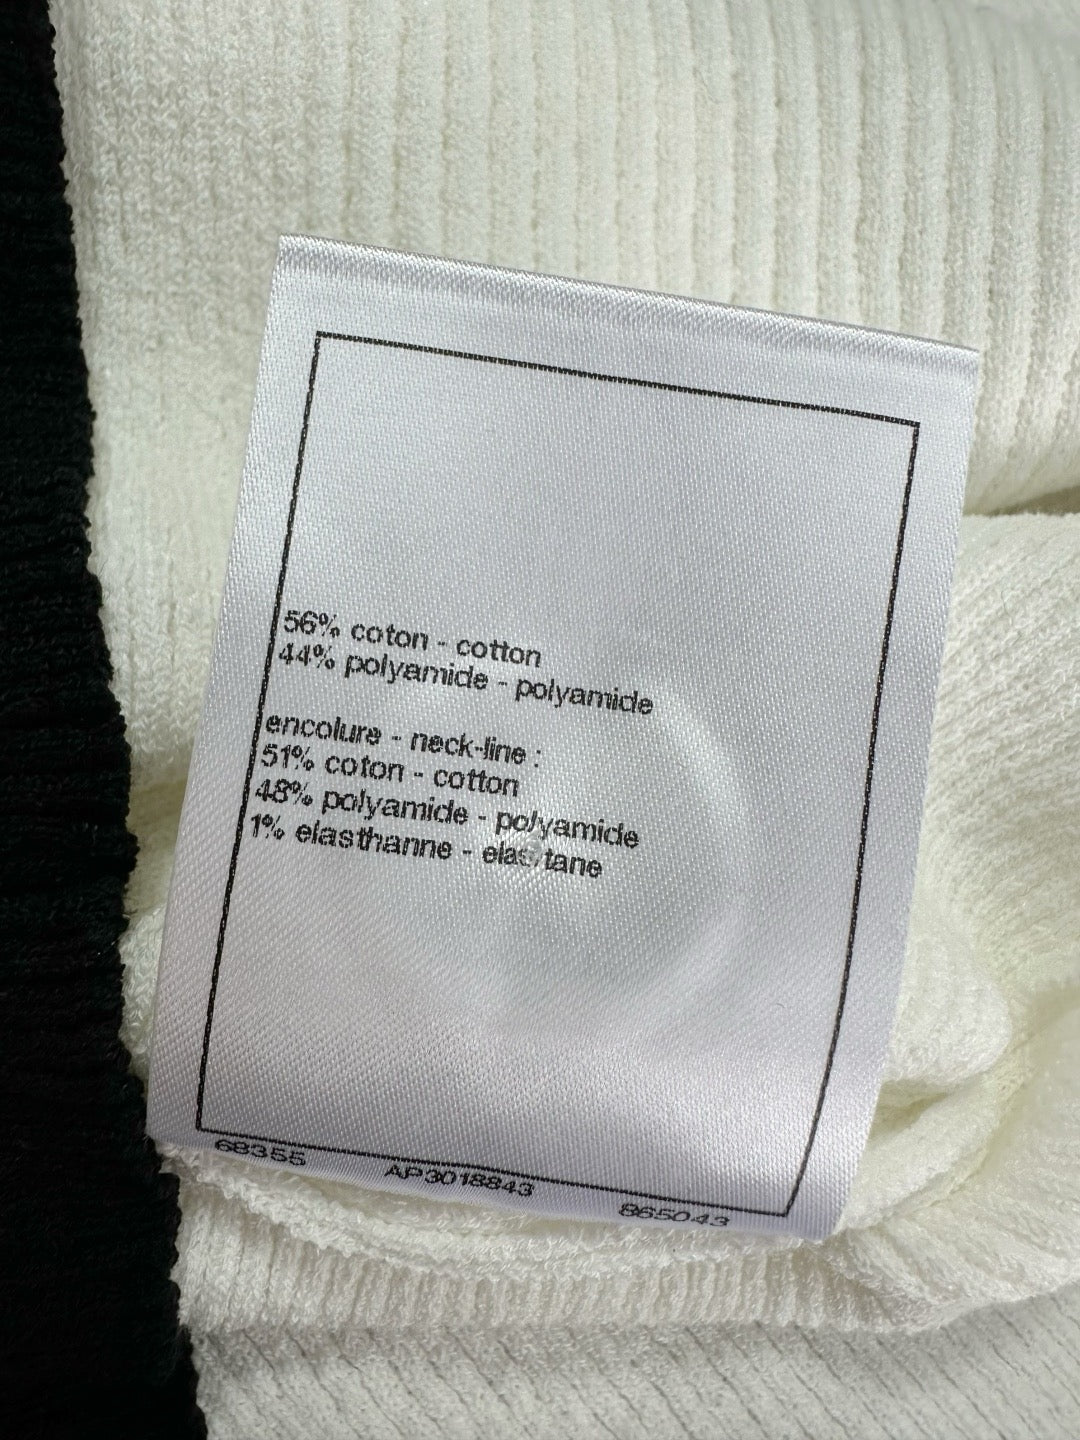 56% coton - cotton
44% polyamide - polyamide
encolure - neck-line :
51% coton - cotton
48% polyamide - polyamide
1% elasthanne - elastane
68355 AP3018843 865043